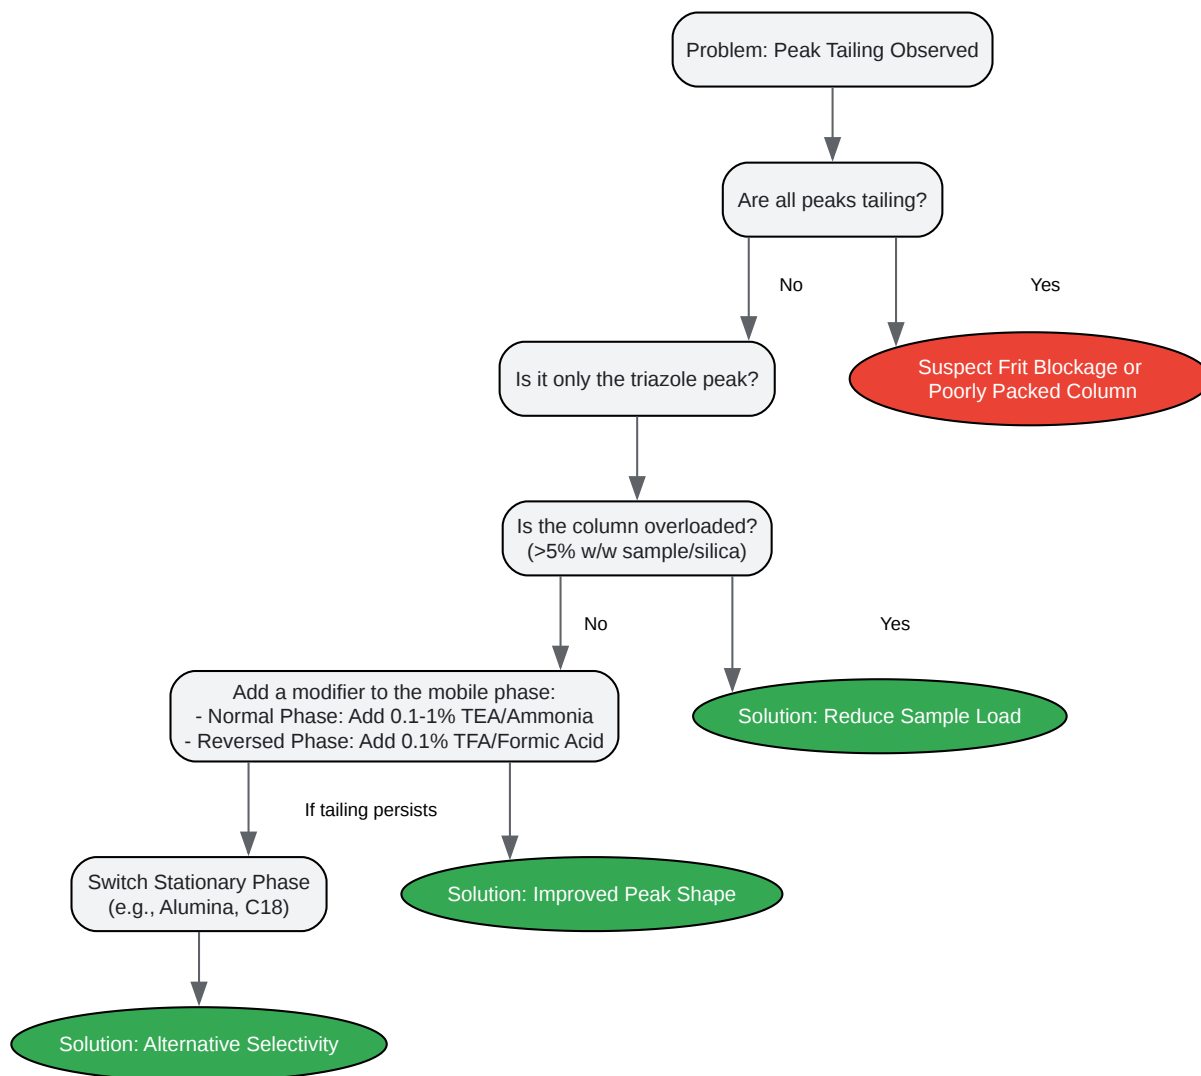 Problem: Peak Tailing Observed
Are all peaks tailing?
No
Yes
Is it only the triazole peak?
Suspect Frit Blockage or
Poorly Packed Column
Is the column overloaded?
(>5% w/w sample/silica)
No
Yes
Add a modifier to the mobile phase:
- Normal Phase: Add 0.1-1% TEA/Ammonia
- Reversed Phase: Add 0.1% TFA/Formic Acid
Solution: Reduce Sample Load
If tailing persists
Switch Stationary Phase
(e.g., Alumina, C18)
Solution: Improved Peak Shape
Solution: Alternative Selectivity